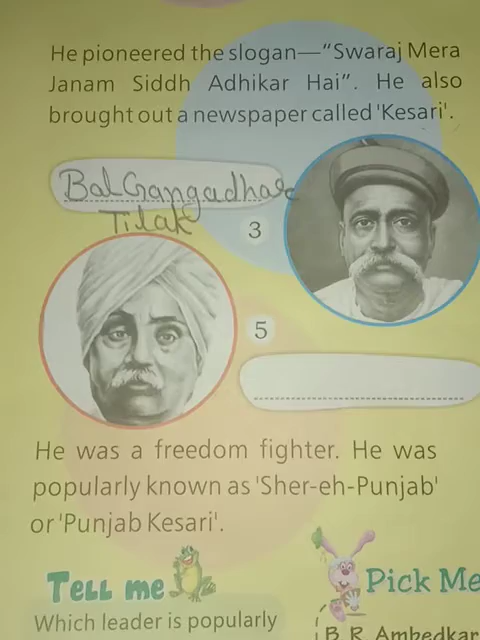 He pioneered the slogan—"Swaraj Mera
Janam Siddh Adhikar Hai". He also
brought out a newspaper called 'Kesari'.
Bal Gangadhar
Tilak
3
5
He was a freedom fighter. He was
popularly known as 'Sher-eh-Punjab'
or 'Punjab Kesari'.
Tell me
Which leader is popularly
Pick Me
B. R. Ambedkar